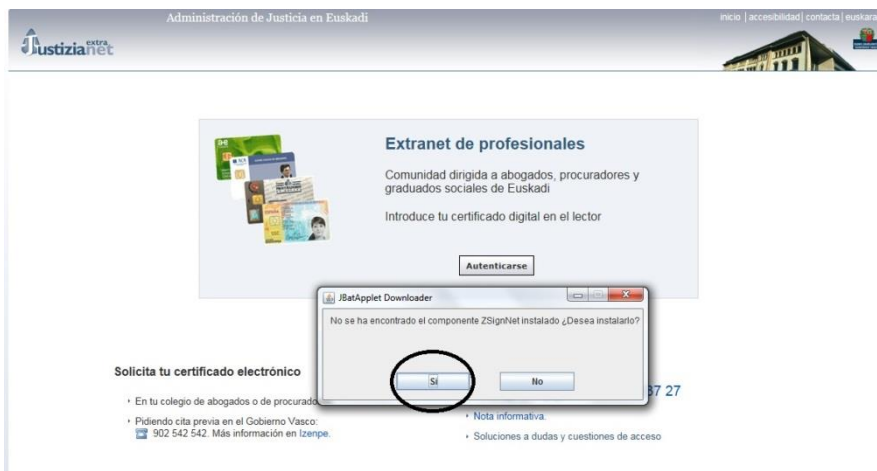 Administración de Justicia en Euskadi
inicio | accesibilidad | contacta | euskara
Justizia extra net
Extranet de profesionales
Comunidad dirigida a abogados, procuradores y
graduados sociales de Euskadi
Introduce tu certificado digital en el lector
Autenticarse
JBatApplet Downloader
No se ha encontrado el componente ZSignNet instalado ¿Desea instalarlo?
Sí
No
Solicita tu certificado electrónico
En tu colegio de abogados o de
Pidiendo cita previa en el Gobierno Vasco:
902 542 542. Más información en Izenpe.
37 27
Nota informativa.
Soluciones a dudas y cuestiones de acceso